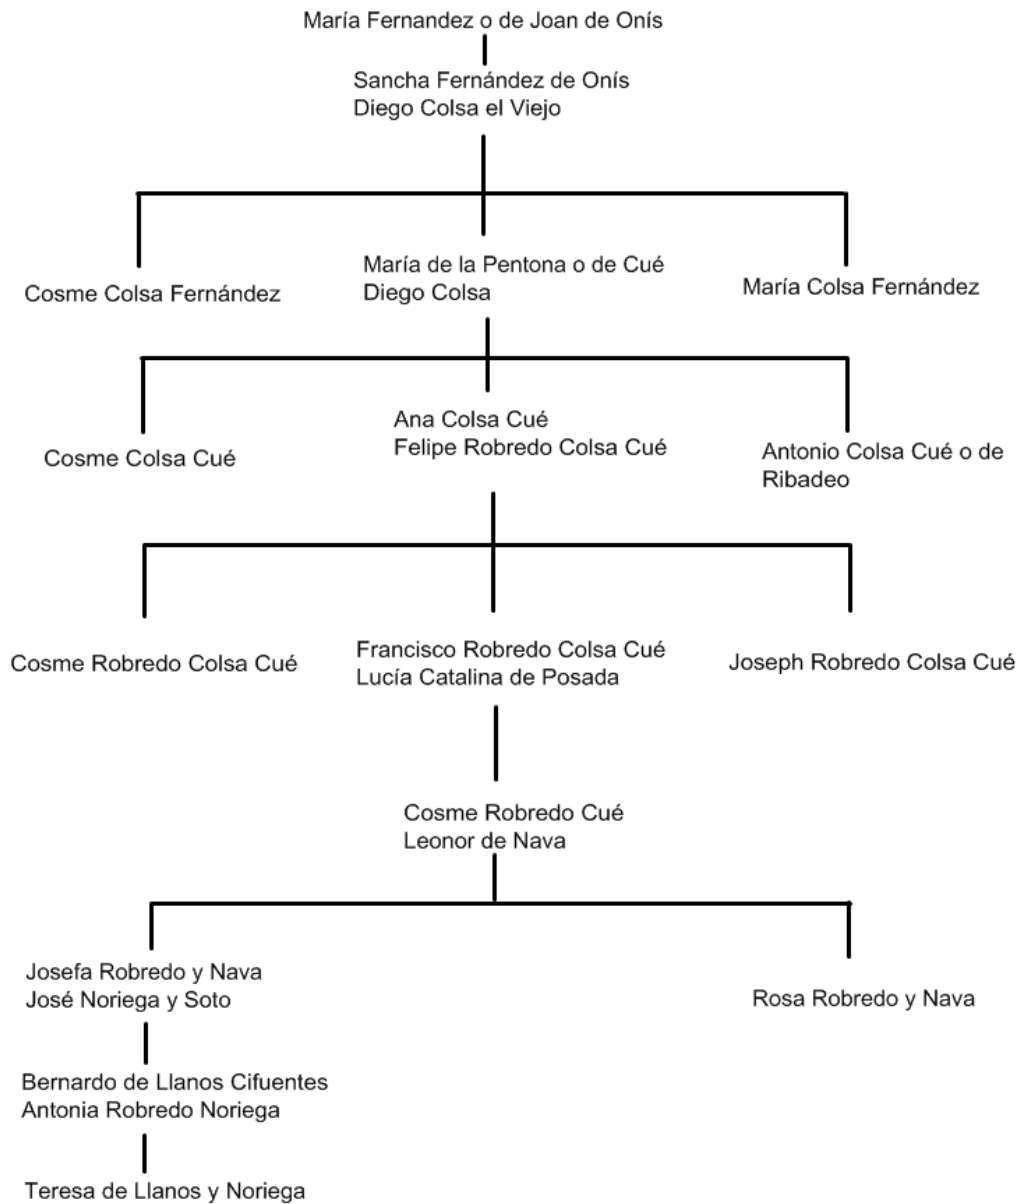 María Fernandez o de Joan de Onís
Sancha Fernández de Onís
Diego Colsa el Viejo
Cosme Colsa Fernández
María de la Pentona o de Cué
Diego Colsa
María Colsa Fernández
Cosme Colsa Cué
Ana Colsa Cué
Felipe Robredo Colsa Cué
Antonio Colsa Cué o de
Ribadeo
Cosme Robredo Colsa Cué
Francisco Robredo Colsa Cué
Lucía Catalina de Posada
Joseph Robredo Colsa Cué
Cosme Robredo Cué
Leonor de Nava
Josefa Robredo y Nava
José Noriega y Soto
Rosa Robredo y Nava
Bernardo de Llanos Cifuentes
Antonia Robredo Noriega
Teresa de Llanos y Noriega